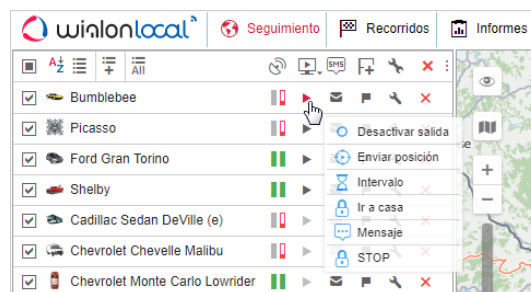 wialonlocal
Seguimiento
Recorridos
Informes
A
Z
All
SMS
Bumblebee
Picasso
Desactivar salida
Ford Gran Torino
Enviar posición
Shelby
Intervalo
Cadillac Sedan DeVille (e)
Ir a casa
Chevrolet Chevelle Malibu
Mensaje
Chevrolet Monte Carlo Lowrider
STOP